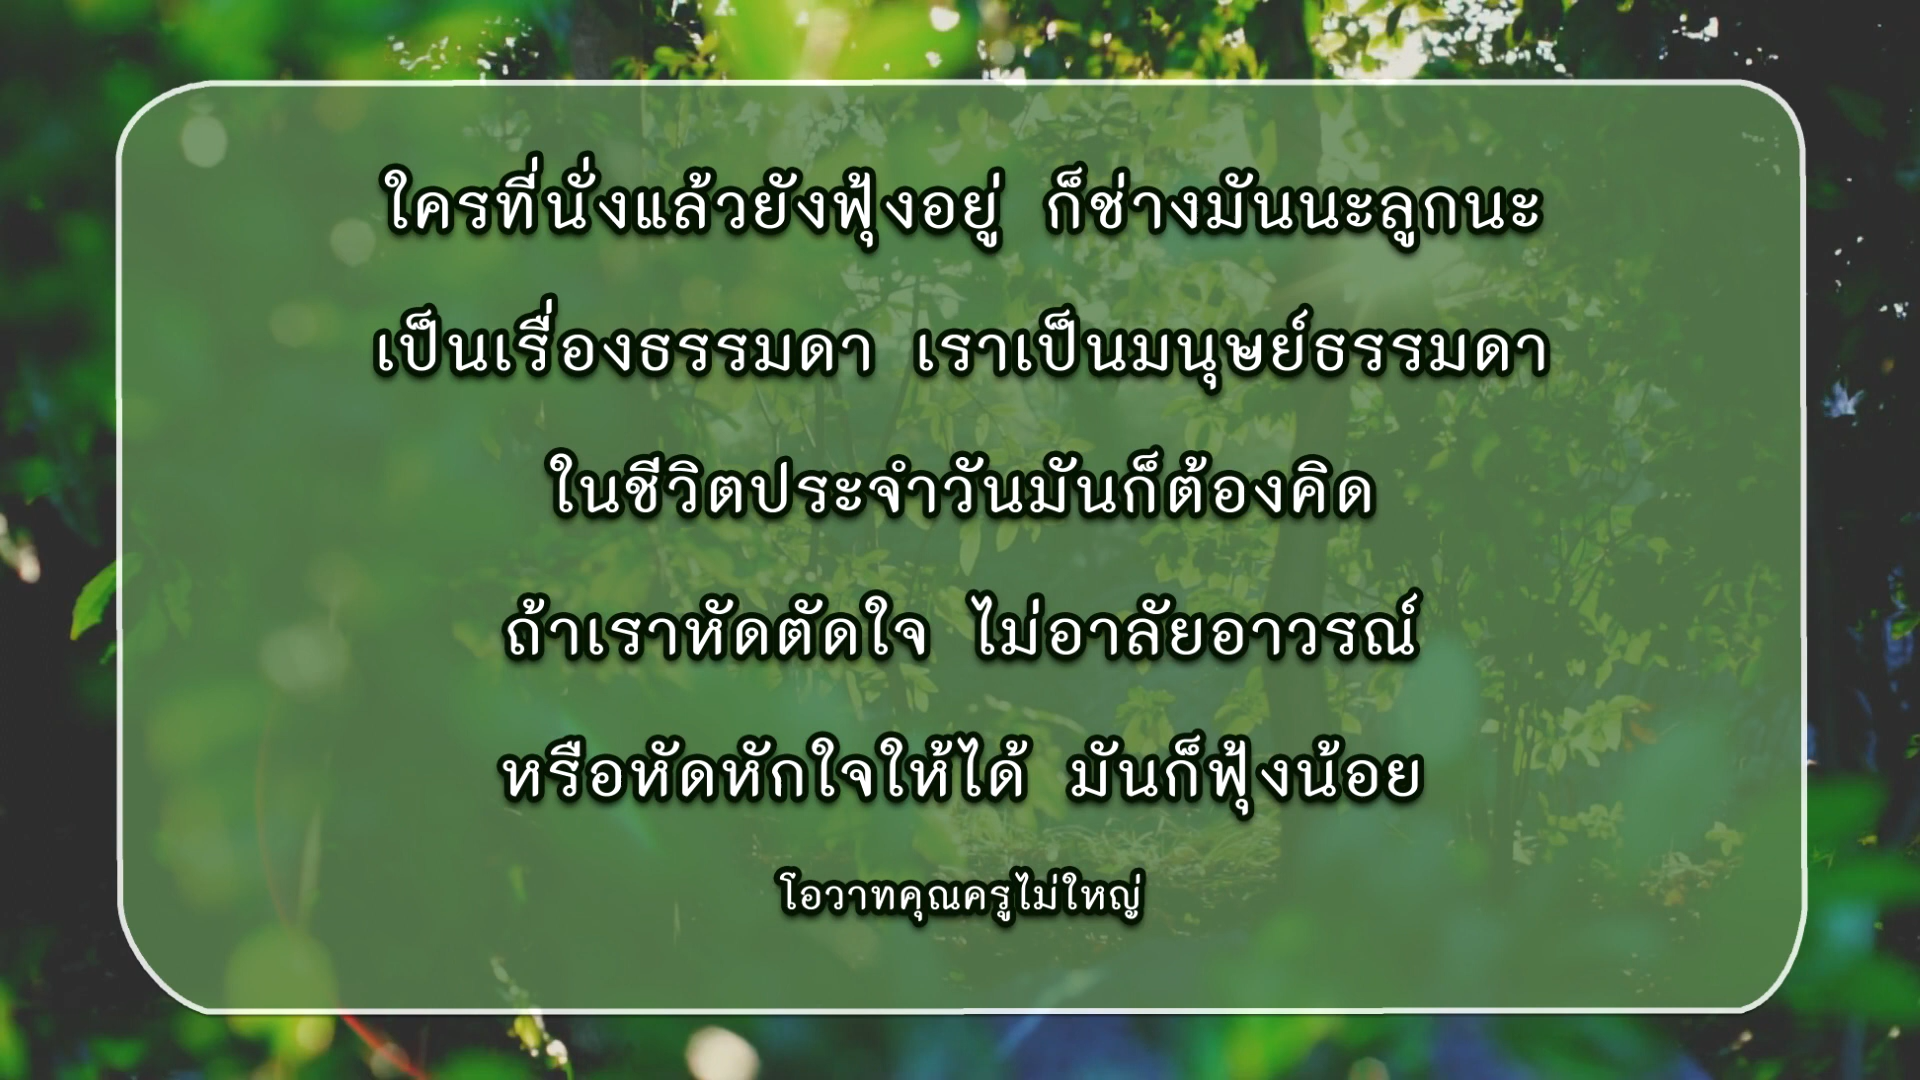 ใครที่นั่งแล้วยังฟุ้งอยู่ ก็ช่างมันนะลูกนะ
เป็นเรื่องธรรมดา เราเป็นมนุษย์ธรรมดา
ในชีวิตประจำวันมันก็ต้องคิด
ถ้าเราหัดตัดใจ ไม่อาลัยอาวรณ์
หรือหัดหักใจให้ได้ มันก็ฟุ้งน้อย
โอวาทคุณครูไม่ใหญ่